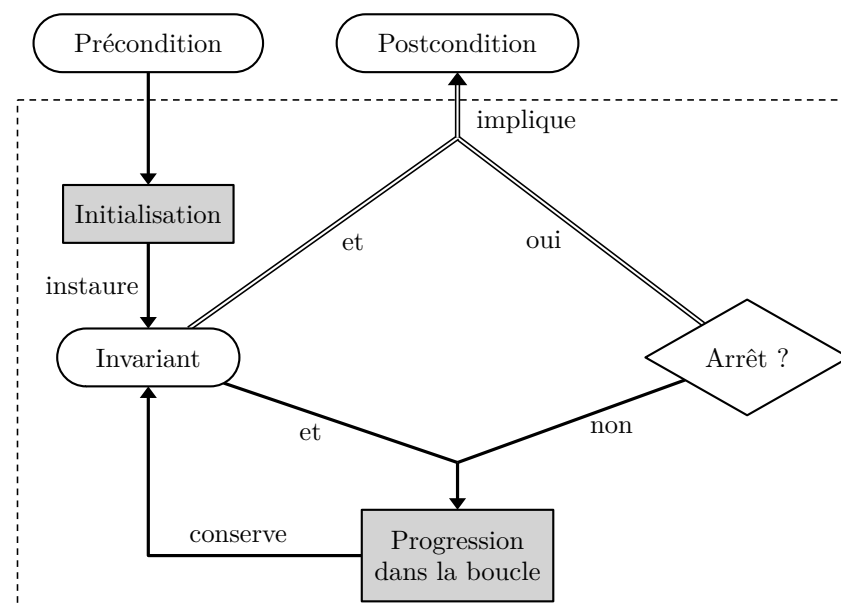 Précondition
Postcondition
implique
Initialisation
et
oui
instaure
Invariant
Arrêt ?
et
non
conserve
Progression
dans la boucle